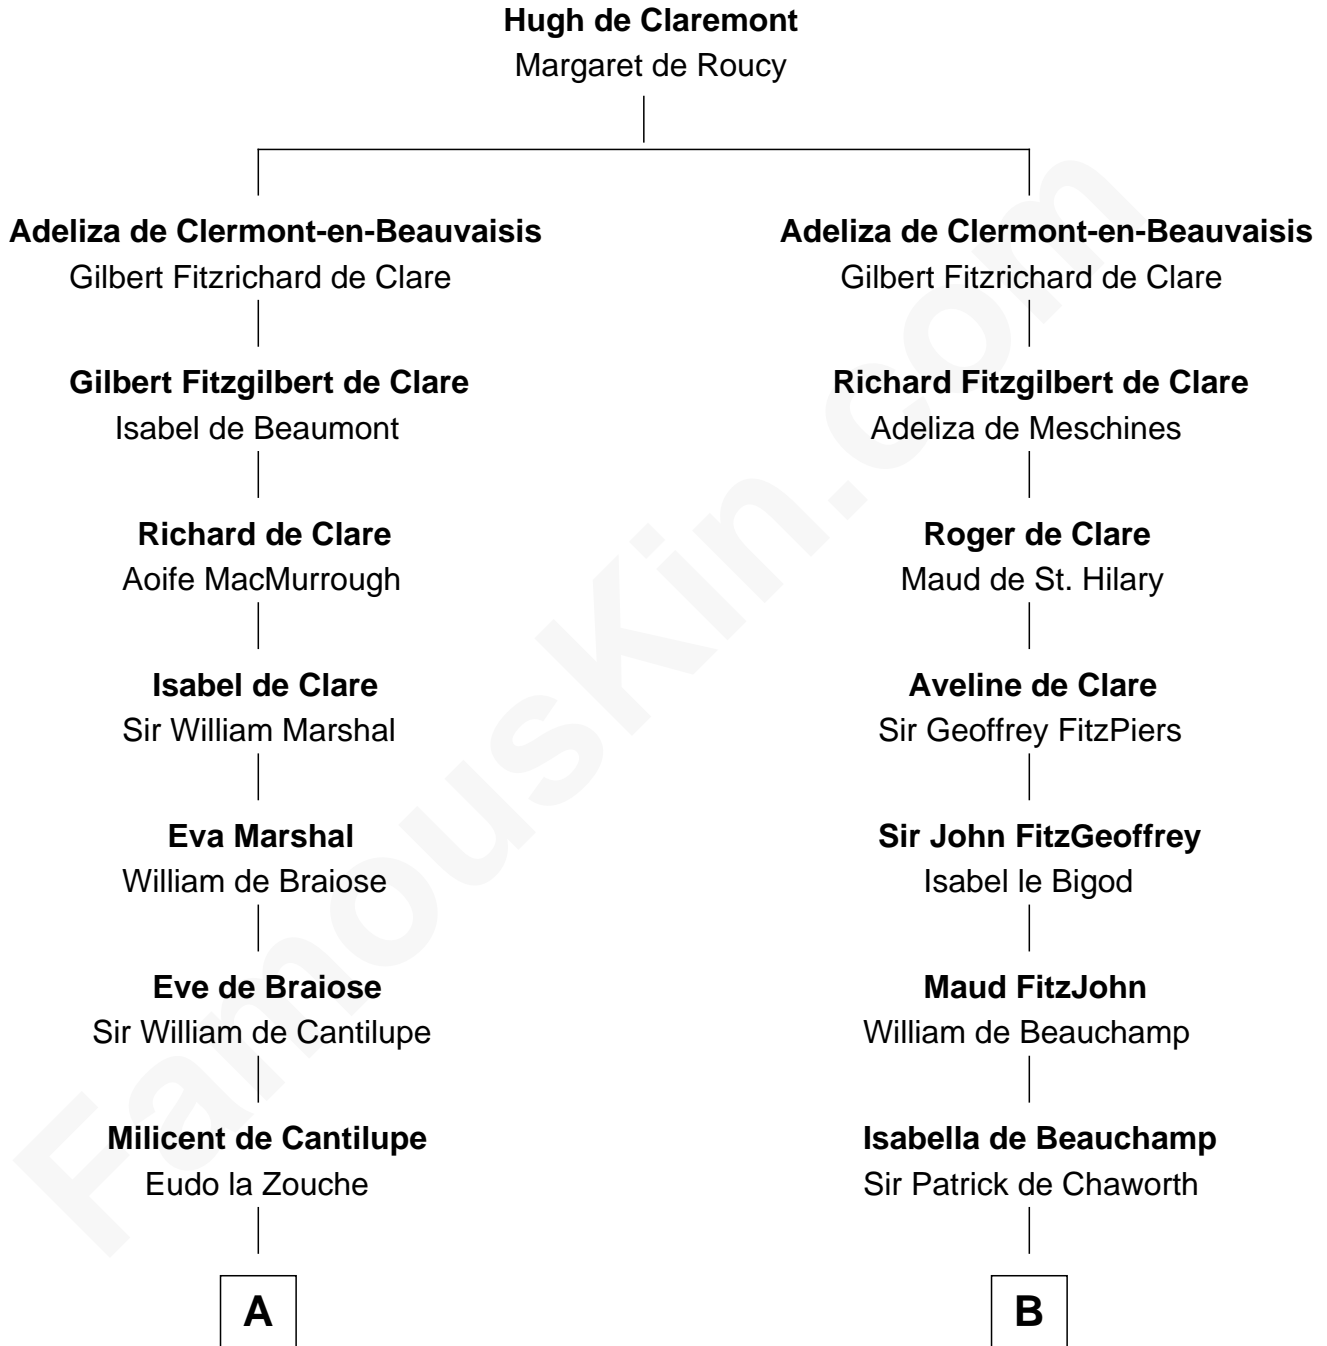 Hugh de Claremont
Margaret de Roucy
Adeliza de Clermont-en-Beauvaisis
Gilbert Fitzrichard de Clare
Gilbert Fitzgilbert de Clare
Isabel de Beaumont
Richard de Clare
Aoife MacMurrough
Isabel de Clare
Sir William Marshal
Eva Marshal
William de Braiose
Eve de Braiose
Sir William de Cantilupe
Milicent de Cantilupe
Eudo la Zouche
A
Adeliza de Clermont-en-Beauvaisis
Gilbert Fitzrichard de Clare
Richard Fitzgilbert de Clare
Adeliza de Meschines
Roger de Clare
Maud de St. Hilary
Aveline de Clare
Sir Geoffrey FitzPiers
Sir John FitzGeoffrey
Isabel le Bigod
Maud FitzJohn
William de Beauchamp
Isabella de Beauchamp
Sir Patrick de Chaworth
B
FamousKin.com